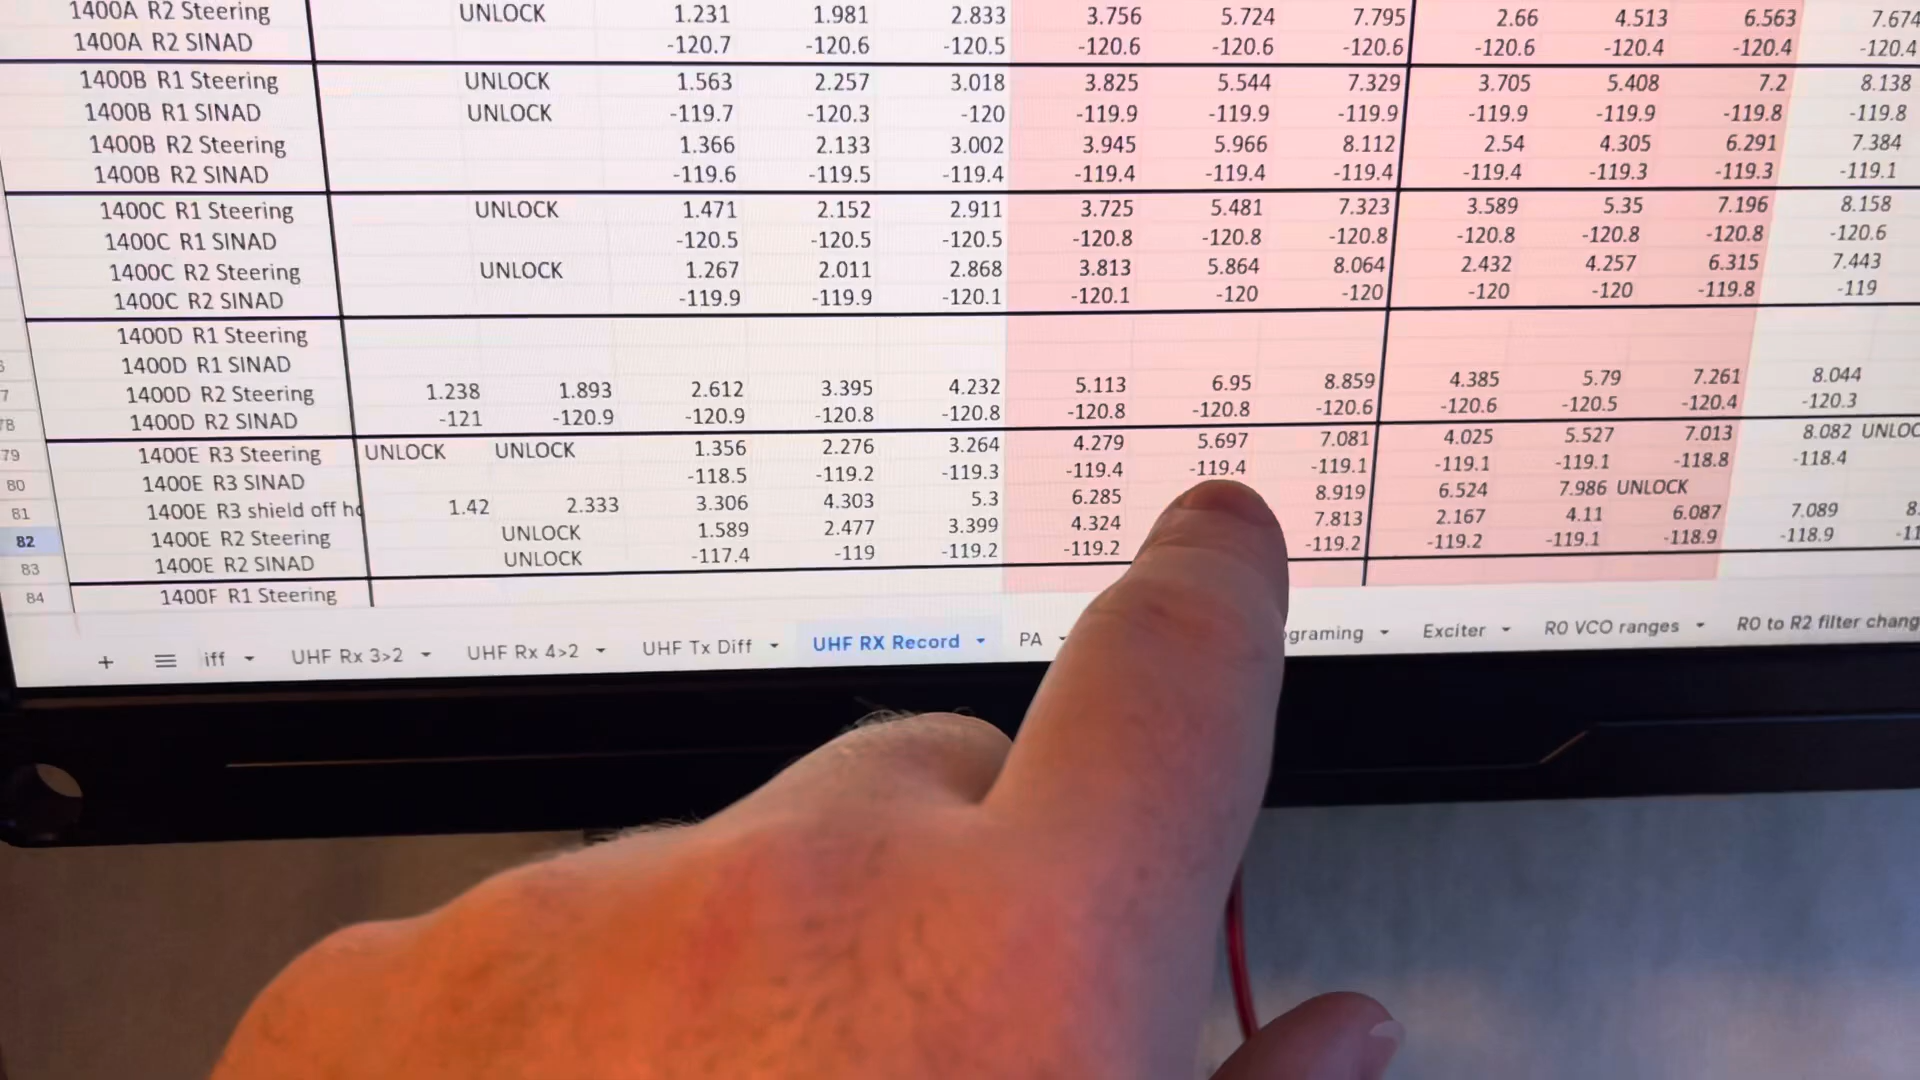 1400A R2 Steering UNLOCK 1.231 1.981 2.833 3.756 5.724 7.795 2.66 4.513 6.563 7.674
1400A R2 SINAD -120.7 -120.6 -120.5 -120.6 -120.6 -120.6 -120.6 -120.4 -120.4 -120.4
1400B R1 Steering UNLOCK 1.563 2.257 3.018 3.825 5.544 7.329 3.705 5.408 7.2 8.138
1400B R1 SINAD UNLOCK -119.7 -120.3 -120 -119.9 -119.9 -119.9 -119.9 -119.9 -119.8 -119.8
1400B R2 Steering 1.366 2.133 3.002 3.945 5.966 8.112 2.54 4.305 6.291 7.384
1400B R2 SINAD -119.6 -119.5 -119.4 -119.4 -119.4 -119.4 -119.4 -119.3 -119.3 -119.1
1400C R1 Steering UNLOCK 1.471 2.152 2.911 3.725 5.481 7.323 3.589 5.35 7.196 8.158
1400C R1 SINAD -120.5 -120.5 -120.5 -120.8 -120.8 -120.8 -120.8 -120.8 -120.8 -120.6
1400C R2 Steering UNLOCK 1.267 2.011 2.868 3.813 5.864 8.064 2.432 4.257 6.315 7.443
1400C R2 SINAD -119.9 -119.9 -120.1 -120.1 -120 -120 -120 -120 -119.8 -119
1400D R1 Steering
1400D R1 SINAD
1400D R2 Steering 1.238 1.893 2.612 3.395 4.232 5.113 6.95 8.859 4.385 5.79 7.261 8.044
78 1400D R2 SINAD -121 -120.9 -120.9 -120.8 -120.8 -120.8 -120.8 -120.6 -120.6 -120.5 -120.4 -120.3
79 1400E R3 Steering UNLOCK UNLOCK 1.356 2.276 3.264 4.279 5.697 7.081 4.025 5.527 7.013 8.082 UNLOC
80 1400E R3 SINAD -118.5 -119.2 -119.3 -119.4 -119.4 -119.1 -119.1 -119.1 -118.8 -118.4
81 1400E R3 shield off ho 1.42 2.333 3.306 4.303 5.3 6.285 8.919 6.524 7.986 UNLOCK
82 1400E R2 Steering UNLOCK 1.589 2.477 3.399 4.324 7.813 2.167 4.11 6.087 7.089 8.
83 1400E R2 SINAD UNLOCK -117.4 -119 -119.2 -119.2 -119.2 -119.2 -119.1 -118.9 -118.9 -11
84 1400F R1 Steering
+ iff UHF Rx 3>2 UHF Rx 4>2 UHF Tx Diff UHF RX Record PA graming Exciter R0 VCO ranges R0 to R2 filter chang